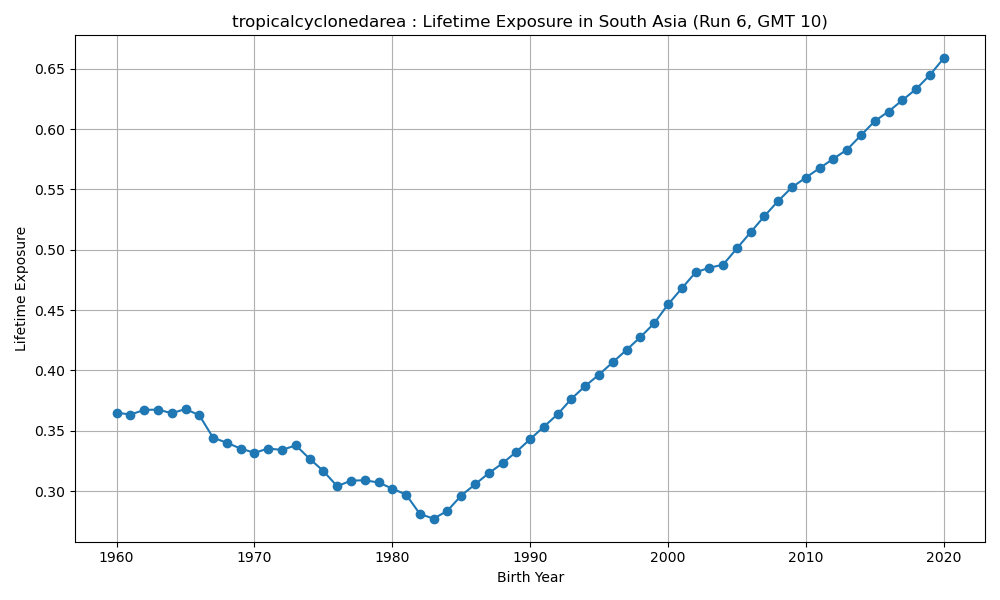 tropicalcyclonedarea : Lifetime Exposure in South Asia (Run 6, GMT 10)
Lifetime Exposure
0.65
0.60
0.55
0.50
0.45
0.40
0.35
0.30
1960 1970 1980 1990 2000 2010 2020
Birth Year